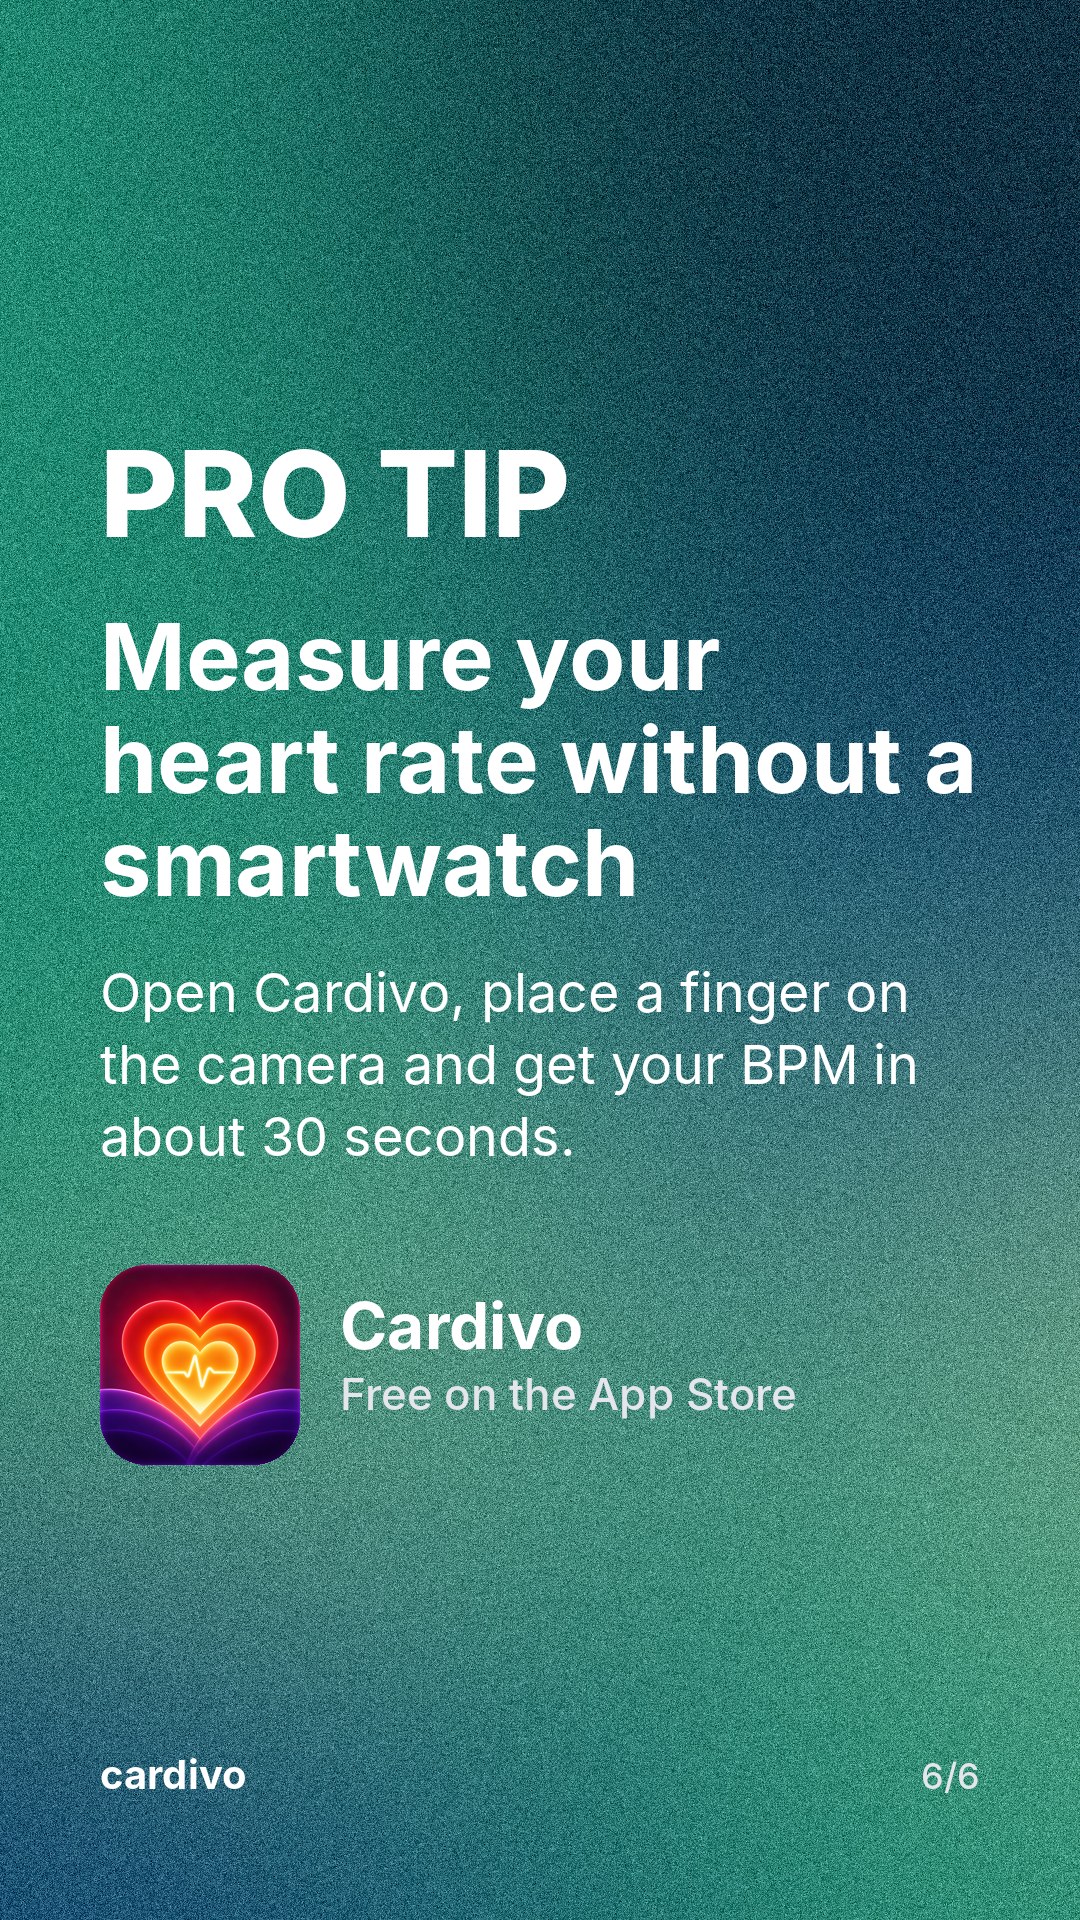 PRO TIP
Measure your
heart rate without a
smartwatch
Open Cardivo, place a finger on
the camera and get your BPM in
about 30 seconds.
Cardivo
Free on the App Store
cardivo
6/6